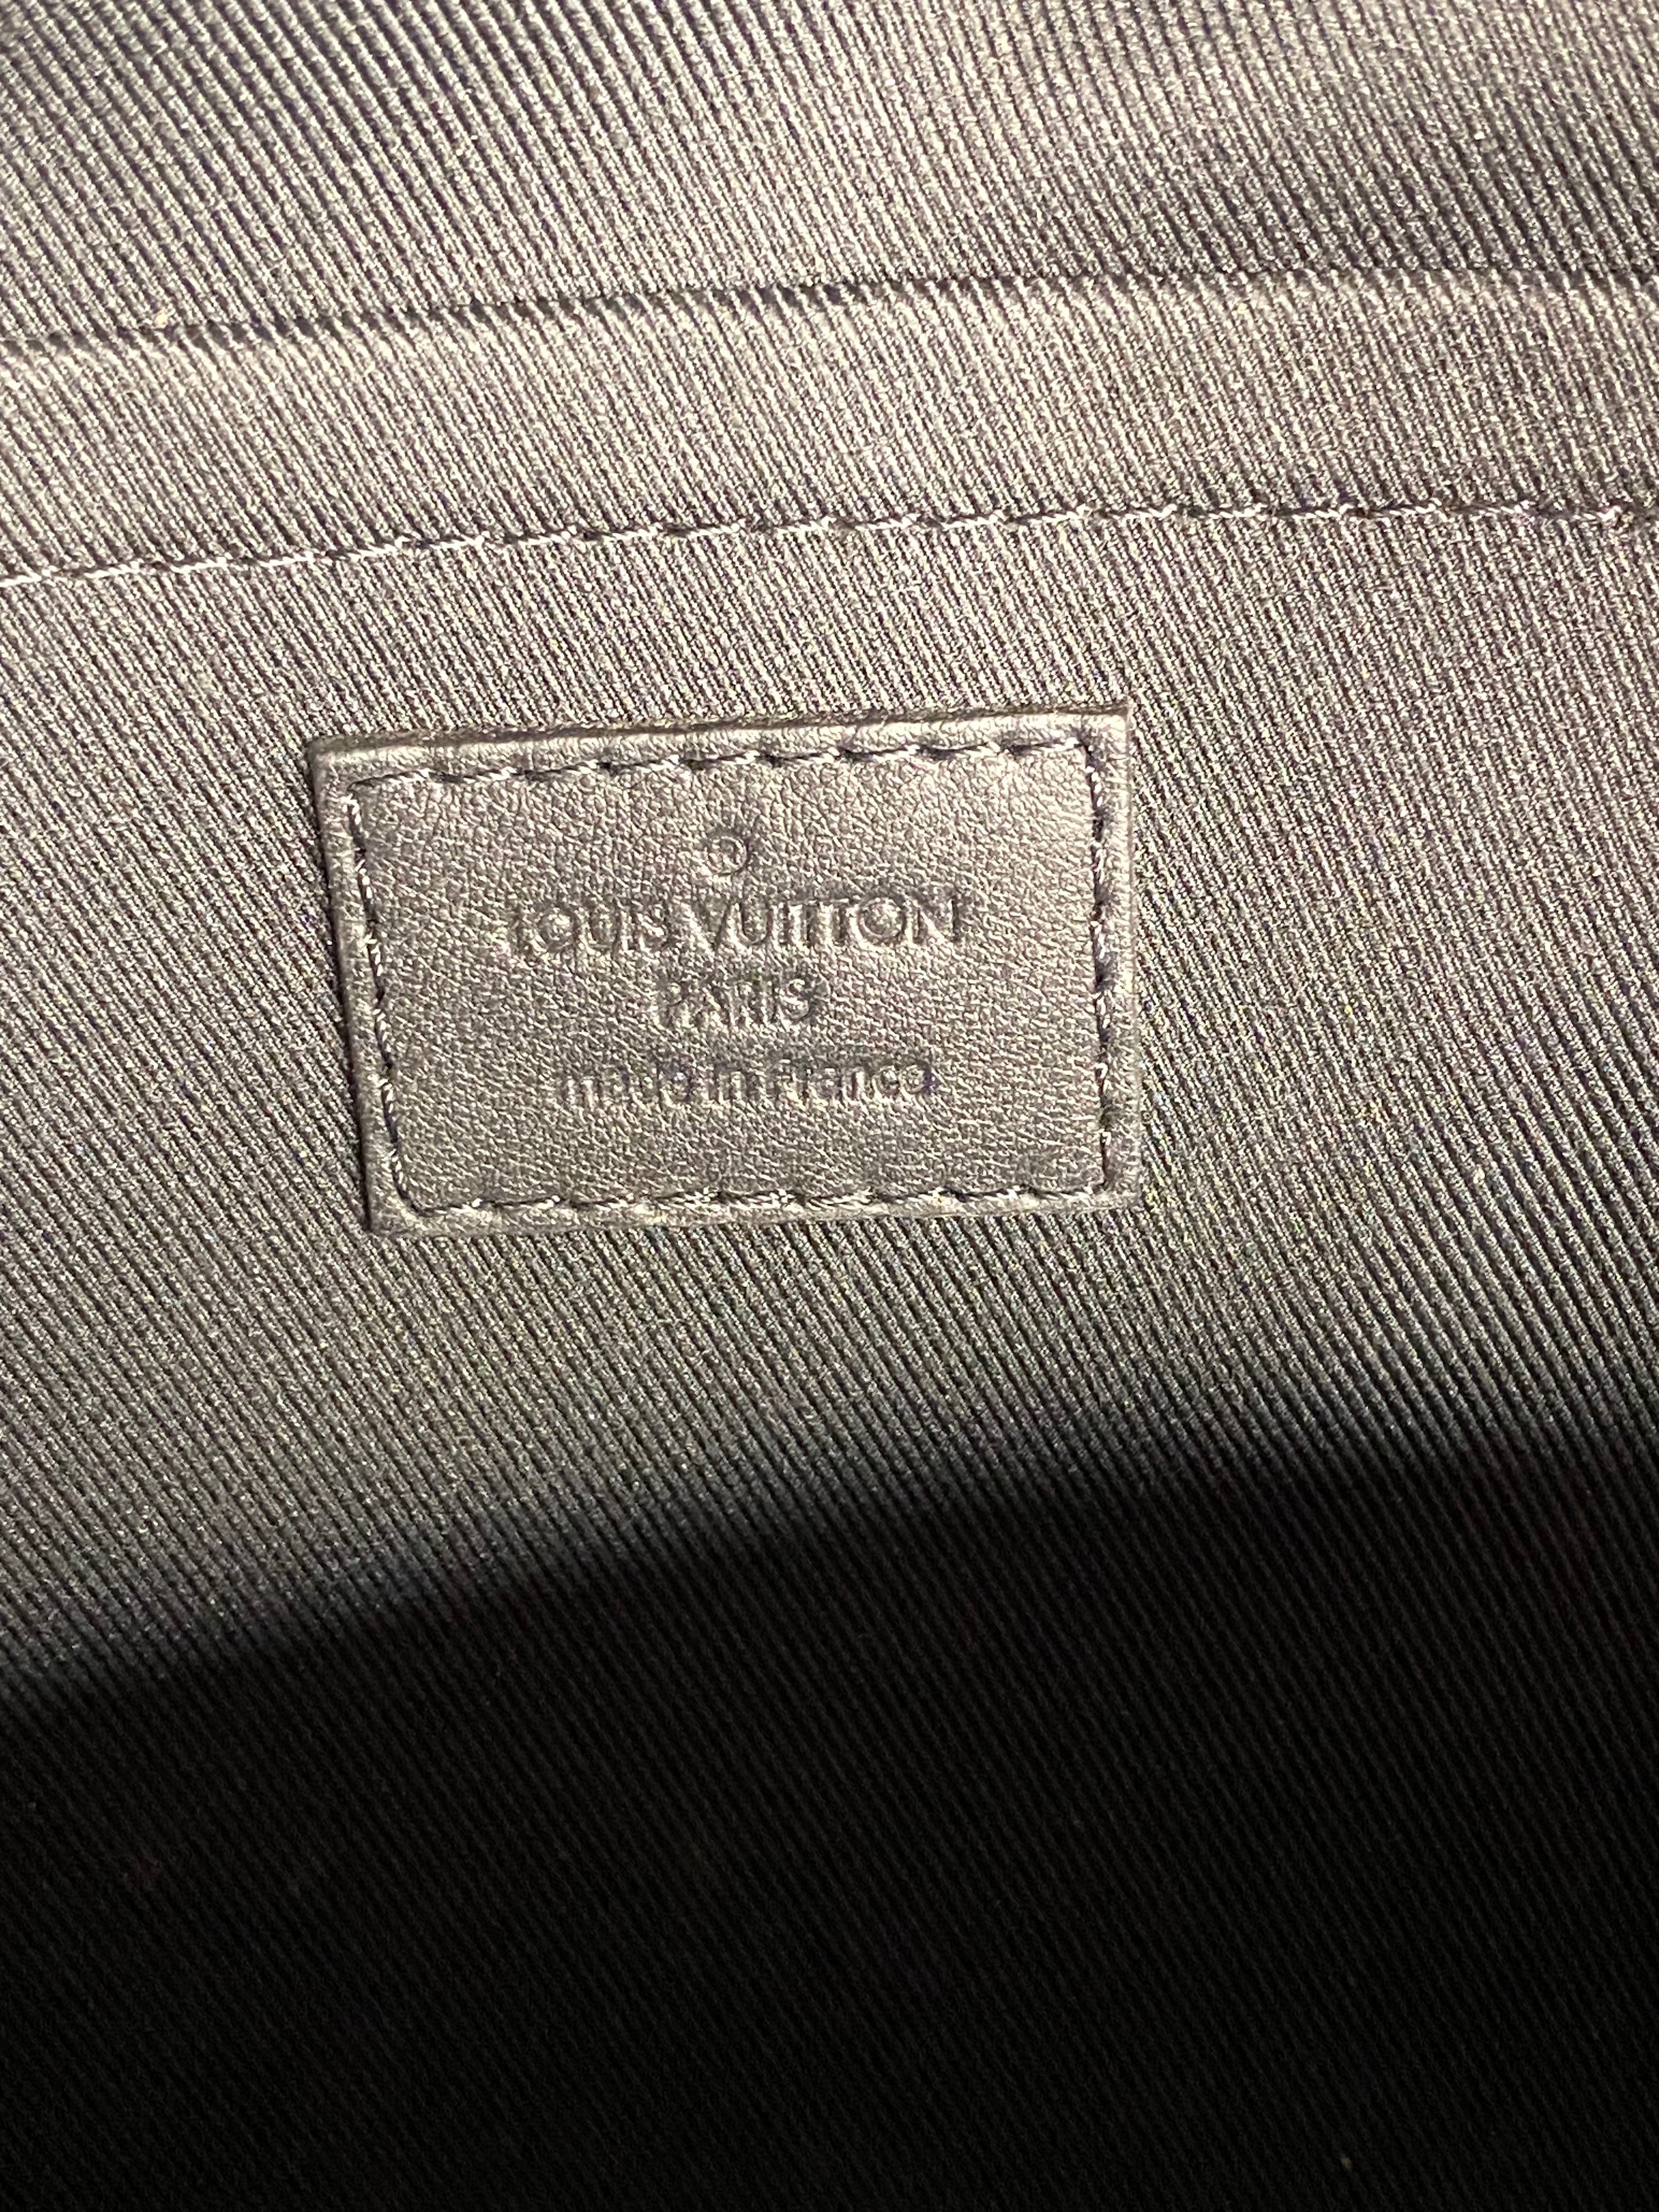 ®
LOUIS VUITTON
PARIS
made in France